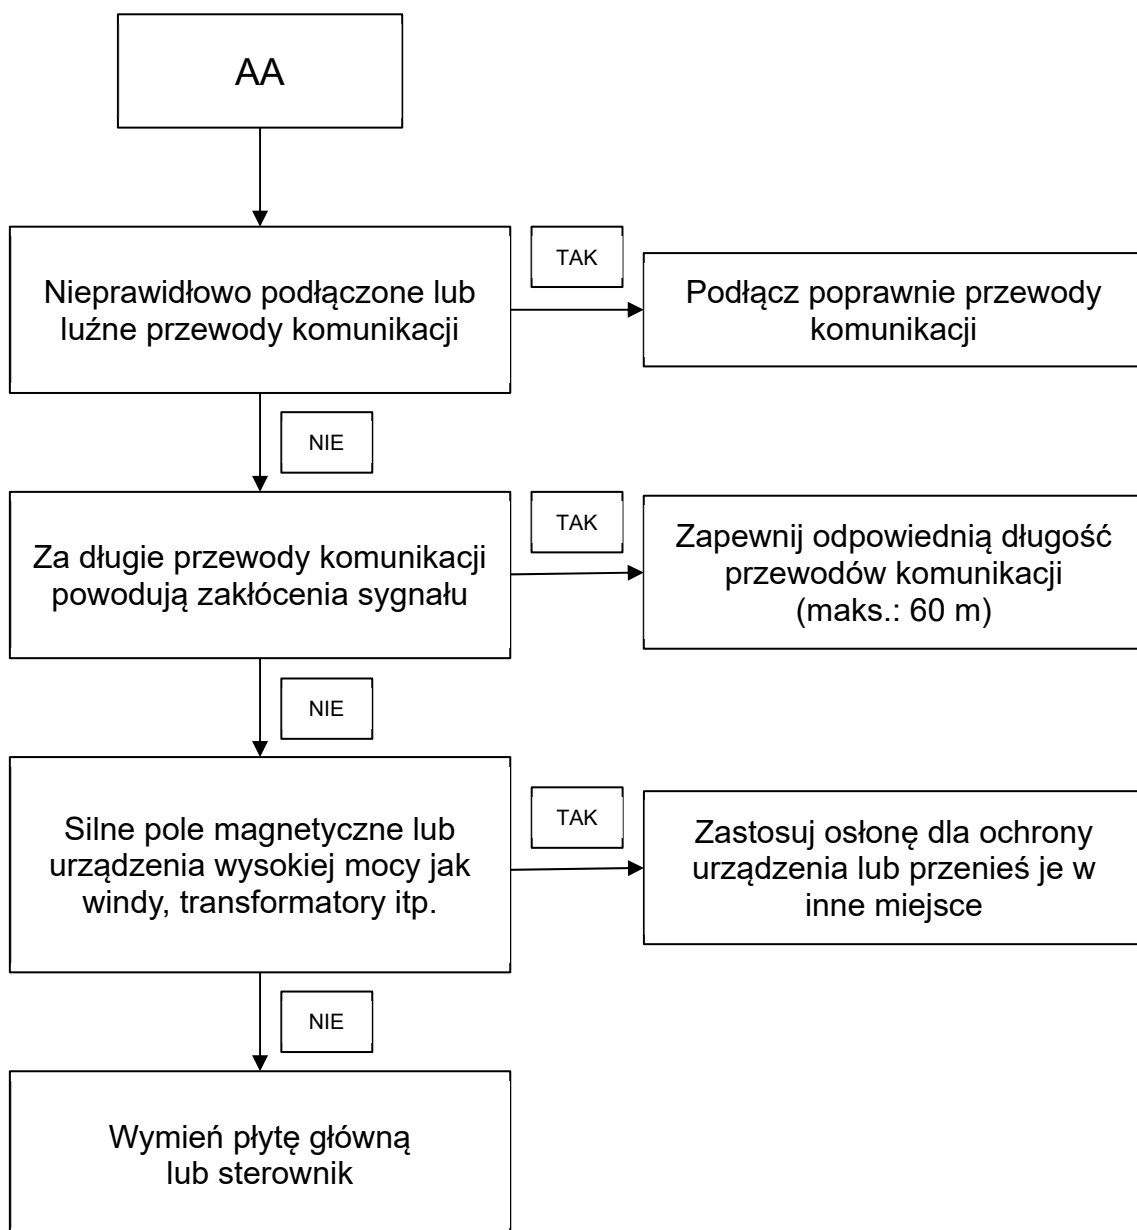 AA
Nieprawidłowo podłączone lub
luźne przewody komunikacji
TAK
Podłącz poprawnie przewody
komunikacji
NIE
Za długie przewody komunikacji
powodują zakłócenia sygnału
TAK
Zapewnij odpowiednią długość
przewodów komunikacji
(maks.: 60 m)
NIE
Silne pole magnetyczne lub
urządzenia wysokiej mocy jak
windy, transformatory itp.
TAK
Zastosuj osłonę dla ochrony
urządzenia lub przenieś je w
inne miejsce
NIE
Wymień płytę główną
lub sterownik